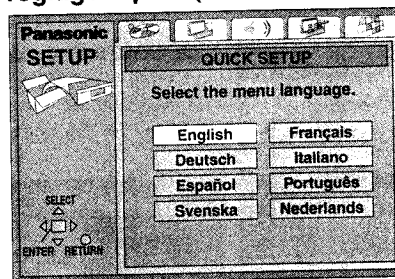 Panasonic
SETUP
QUICK SETUP
Select the menu language.
English Français
Deutsch Italiano
Español Português
Svenska Nederlands
SELECT
ENTER RETURN